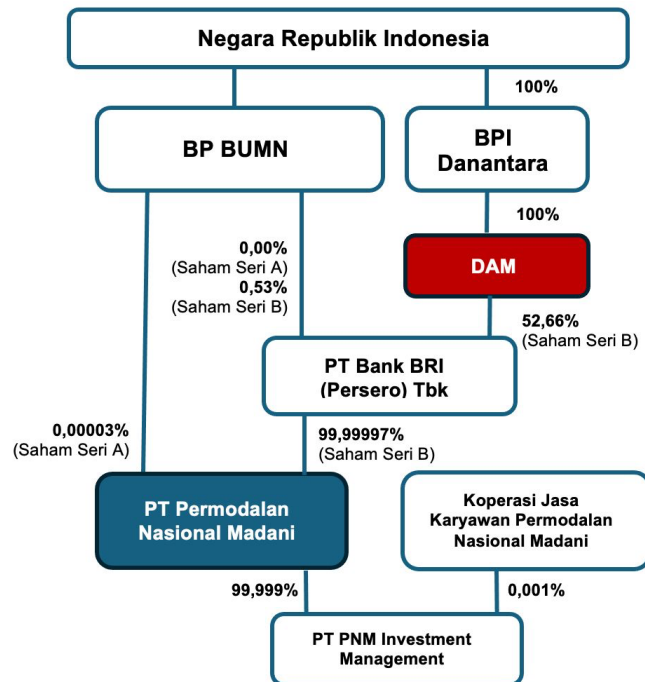 Negara Republik Indonesia
100%
BP BUMN
BPI
Danantara
100%
0,00%
(Saham Seri A)
0,53%
(Saham Seri B)
DAM
52,66%
(Saham Seri B)
PT Bank BRI
(Persero) Tbk
0,00003%
(Saham Seri A)
99,99997%
(Saham Seri B)
PT Permodalan
Nasional Madani
Koperasi Jasa
Karyawan Permodalan
Nasional Madani
99,999%
0,001%
PT PNM Investment
Management